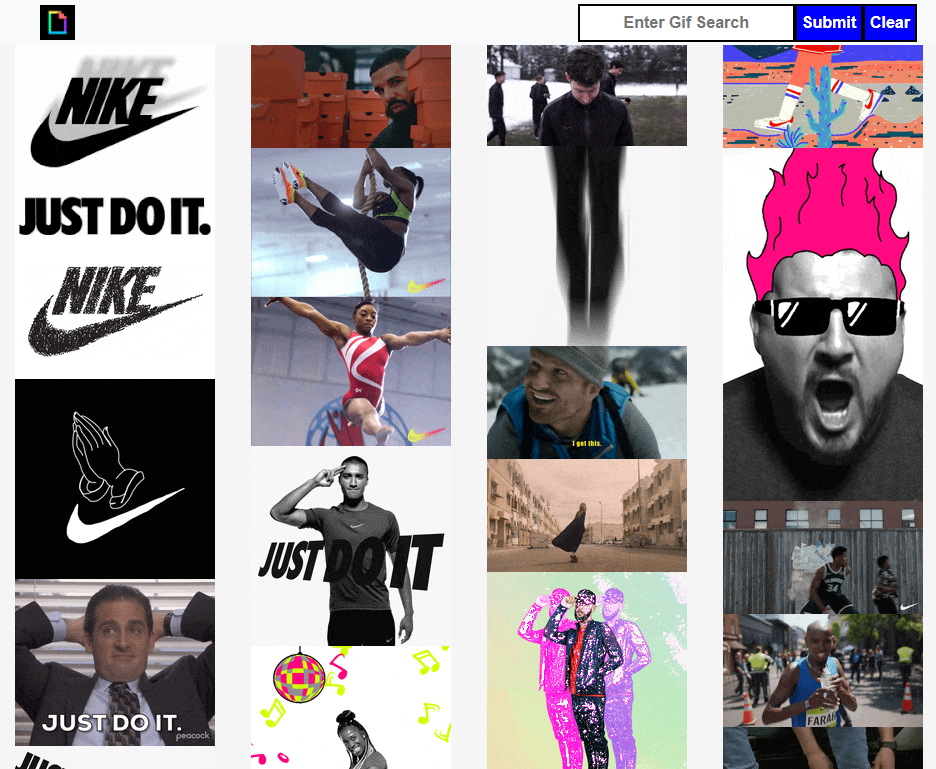 Enter Gif Search
Submit
Clear
NIKE
JUST DO IT.
NIKE
JUST DO IT.
peacock
JUST DO IT
I got this.
34
FARAH